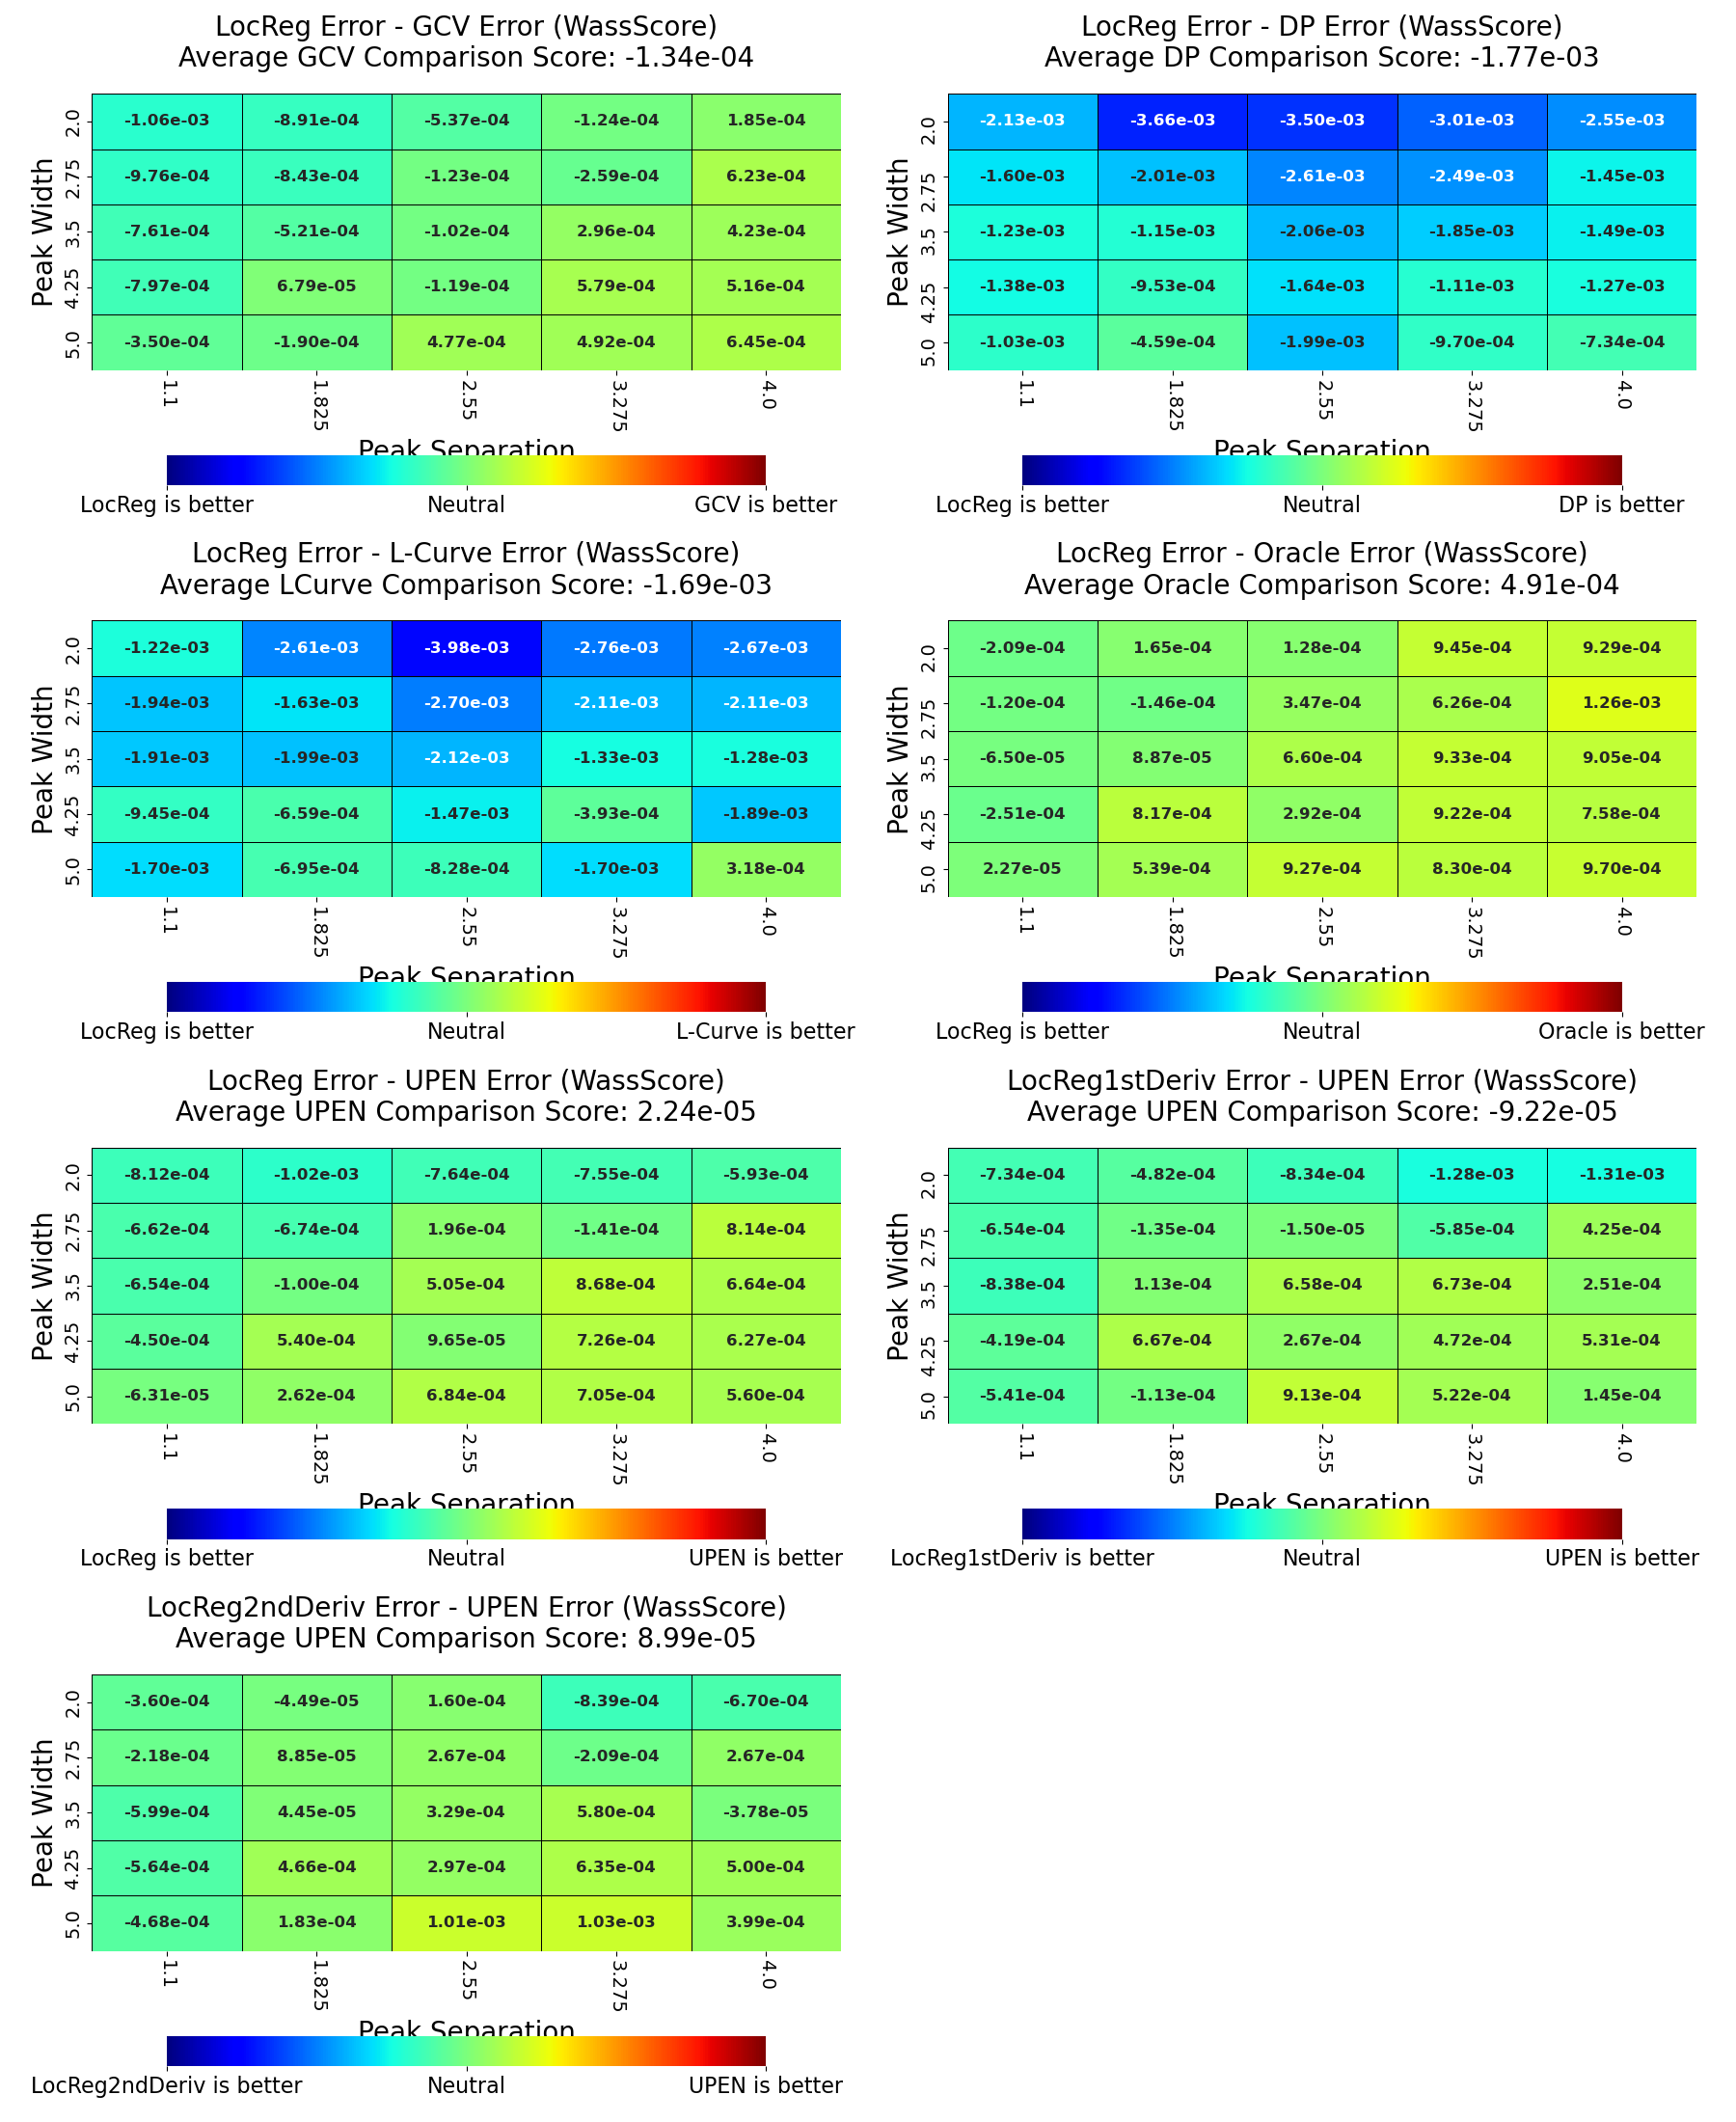 LocReg Error - GCV Error (WassScore)
Average GCV Comparison Score: -1.34e-04
Peak Width
2.0 -1.06e-03 -8.91e-04 -5.37e-04 -1.24e-04 1.85e-04
2.75 -9.76e-04 -8.43e-04 -1.23e-04 -2.59e-04 6.23e-04
3.5 -7.61e-04 -5.21e-04 -1.02e-04 2.96e-04 4.23e-04
4.25 -7.97e-04 6.79e-05 -1.19e-04 5.79e-04 5.16e-04
5.0 -3.50e-04 -1.90e-04 4.77e-04 4.92e-04 6.45e-04
1.1 1.825 2.55 3.275 4.0
Peak Separation
LocReg is better Neutral GCV is better
LocReg Error - DP Error (WassScore)
Average DP Comparison Score: -1.77e-03
Peak Width
2.0 -2.13e-03 -3.66e-03 -3.50e-03 -3.01e-03 -2.55e-03
2.75 -1.60e-03 -2.01e-03 -2.61e-03 -2.49e-03 -1.45e-03
3.5 -1.23e-03 -1.15e-03 -2.06e-03 -1.85e-03 -1.49e-03
4.25 -1.38e-03 -9.53e-04 -1.64e-03 -1.11e-03 -1.27e-03
5.0 -1.03e-03 -4.59e-04 -1.99e-03 -9.70e-04 -7.34e-04
1.1 1.825 2.55 3.275 4.0
Peak Separation
LocReg is better Neutral DP is better
LocReg Error - L-Curve Error (WassScore)
Average LCurve Comparison Score: -1.69e-03
Peak Width
2.0 -1.22e-03 -2.61e-03 -3.98e-03 -2.76e-03 -2.67e-03
2.75 -1.94e-03 -1.63e-03 -2.70e-03 -2.11e-03 -2.11e-03
3.5 -1.91e-03 -1.99e-03 -2.12e-03 -1.33e-03 -1.28e-03
4.25 -9.45e-04 -6.59e-04 -1.47e-03 -3.93e-04 -1.89e-03
5.0 -1.70e-03 -6.95e-04 -8.28e-04 -1.70e-03 3.18e-04
1.1 1.825 2.55 3.275 4.0
Peak Separation
LocReg is better Neutral L-Curve is better
LocReg Error - Oracle Error (WassScore)
Average Oracle Comparison Score: 4.91e-04
Peak Width
2.0 -2.09e-04 1.65e-04 1.28e-04 9.45e-04 9.29e-04
2.75 -1.20e-04 -1.46e-04 3.47e-04 6.26e-04 1.26e-03
3.5 -6.50e-05 8.87e-05 6.60e-04 9.33e-04 9.05e-04
4.25 -2.51e-04 8.17e-04 2.92e-04 9.22e-04 7.58e-04
5.0 2.27e-05 5.39e-04 9.27e-04 8.30e-04 9.70e-04
1.1 1.825 2.55 3.275 4.0
Peak Separation
LocReg is better Neutral Oracle is better
LocReg Error - UPEN Error (WassScore)
Average UPEN Comparison Score: 2.24e-05
Peak Width
2.0 -8.12e-04 -1.02e-03 -7.64e-04 -7.55e-04 -5.93e-04
2.75 -6.62e-04 -6.74e-04 1.96e-04 -1.41e-04 8.14e-04
3.5 -6.54e-04 -1.00e-04 5.05e-04 8.68e-04 6.64e-04
4.25 -4.50e-04 5.40e-04 9.65e-05 7.26e-04 6.27e-04
5.0 -6.31e-05 2.62e-04 6.84e-04 7.05e-04 5.60e-04
1.1 1.825 2.55 3.275 4.0
Peak Separation
LocReg is better Neutral UPEN is better
LocReg1stDeriv Error - UPEN Error (WassScore)
Average UPEN Comparison Score: -9.22e-05
Peak Width
2.0 -7.34e-04 -4.82e-04 -8.34e-04 -1.28e-03 -1.31e-03
2.75 -6.54e-04 -1.35e-04 -1.50e-05 -5.85e-04 4.25e-04
3.5 -8.38e-04 1.13e-04 6.58e-04 6.73e-04 2.51e-04
4.25 -4.19e-04 6.67e-04 2.67e-04 4.72e-04 5.31e-04
5.0 -5.41e-04 -1.13e-04 9.13e-04 5.22e-04 1.45e-04
1.1 1.825 2.55 3.275 4.0
Peak Separation
LocReg1stDeriv is better Neutral UPEN is better
LocReg2ndDeriv Error - UPEN Error (WassScore)
Average UPEN Comparison Score: 8.99e-05
Peak Width
2.0 -3.60e-04 -4.49e-05 1.60e-04 -8.39e-04 -6.70e-04
2.75 -2.18e-04 8.85e-05 2.67e-04 -2.09e-04 2.67e-04
3.5 -5.99e-04 4.45e-05 3.29e-04 5.80e-04 -3.78e-05
4.25 -5.64e-04 4.66e-04 2.97e-04 6.35e-04 5.00e-04
5.0 -4.68e-04 1.83e-04 1.01e-03 1.03e-03 3.99e-04
1.1 1.825 2.55 3.275 4.0
Peak Separation
LocReg2ndDeriv is better Neutral UPEN is better